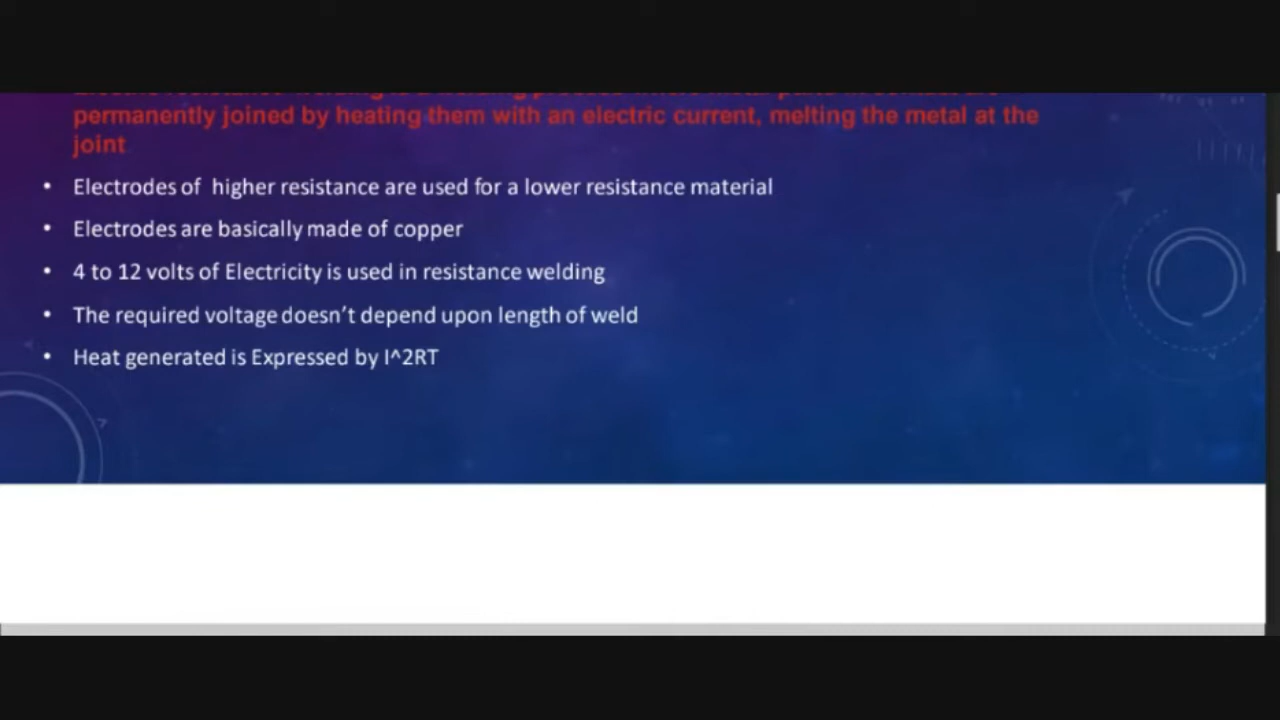 permanently joined by heating them with an electric current, melting the metal at the
joint
• Electrodes of higher resistance are used for a lower resistance material
• Electrodes are basically made of copper
• 4 to 12 volts of Electricity is used in resistance welding
• The required voltage doesn't depend upon length of weld
• Heat generated is Expressed by I^2RT